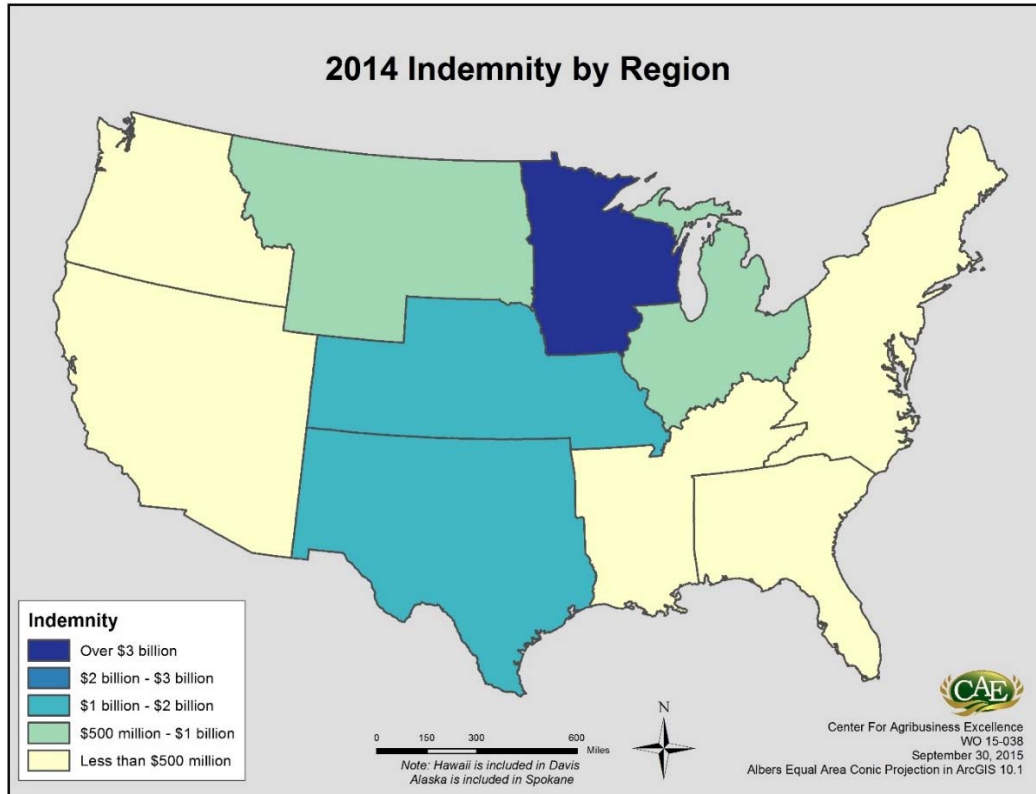 2014 Indemnity by Region
Indemnity
Over $3 billion
$2 billion - $3 billion
$1 billion - $2 billion
$500 million - $1 billion
Less than $500 million
0 150 300 600
Miles
Note: Hawaii is included in Davis
Alaska is included in Spokane
N
CAE
Center For Agribusiness Excellence
WO 15-038
September 30, 2015
Albers Equal Area Conic Projection in ArcGIS 10.1